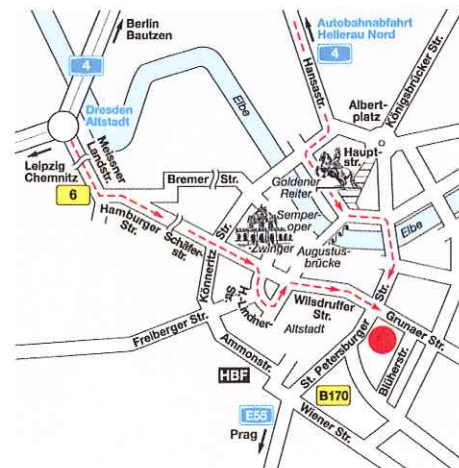 Berlin
Bautzen
4
Dresden
Altstadt
Leipzig
Chemnitz
6
Meissner
Landstr.
Hamburger
Str.
Schäfer
str.
Bremer Str.
Könneritz
Str.
Elbe
Hansastr.
Autobahnabfahrt
Hellerau Nord
4
Königsbrücker Str.
Albert-
platz
Haupt-
str.
Goldener
Reiter
Semper-
oper
Zwinger
Augustus-
brücke
Elbe
H.-Lindner-
Str.
Wilsdruffer
Str.
Altstadt
Freiberger Str.
Ammonstr.
HBF
E55
Prag
St. Petersburger
Str.
B170
Wiener Str.
Grunaer Str.
Blüherstr.